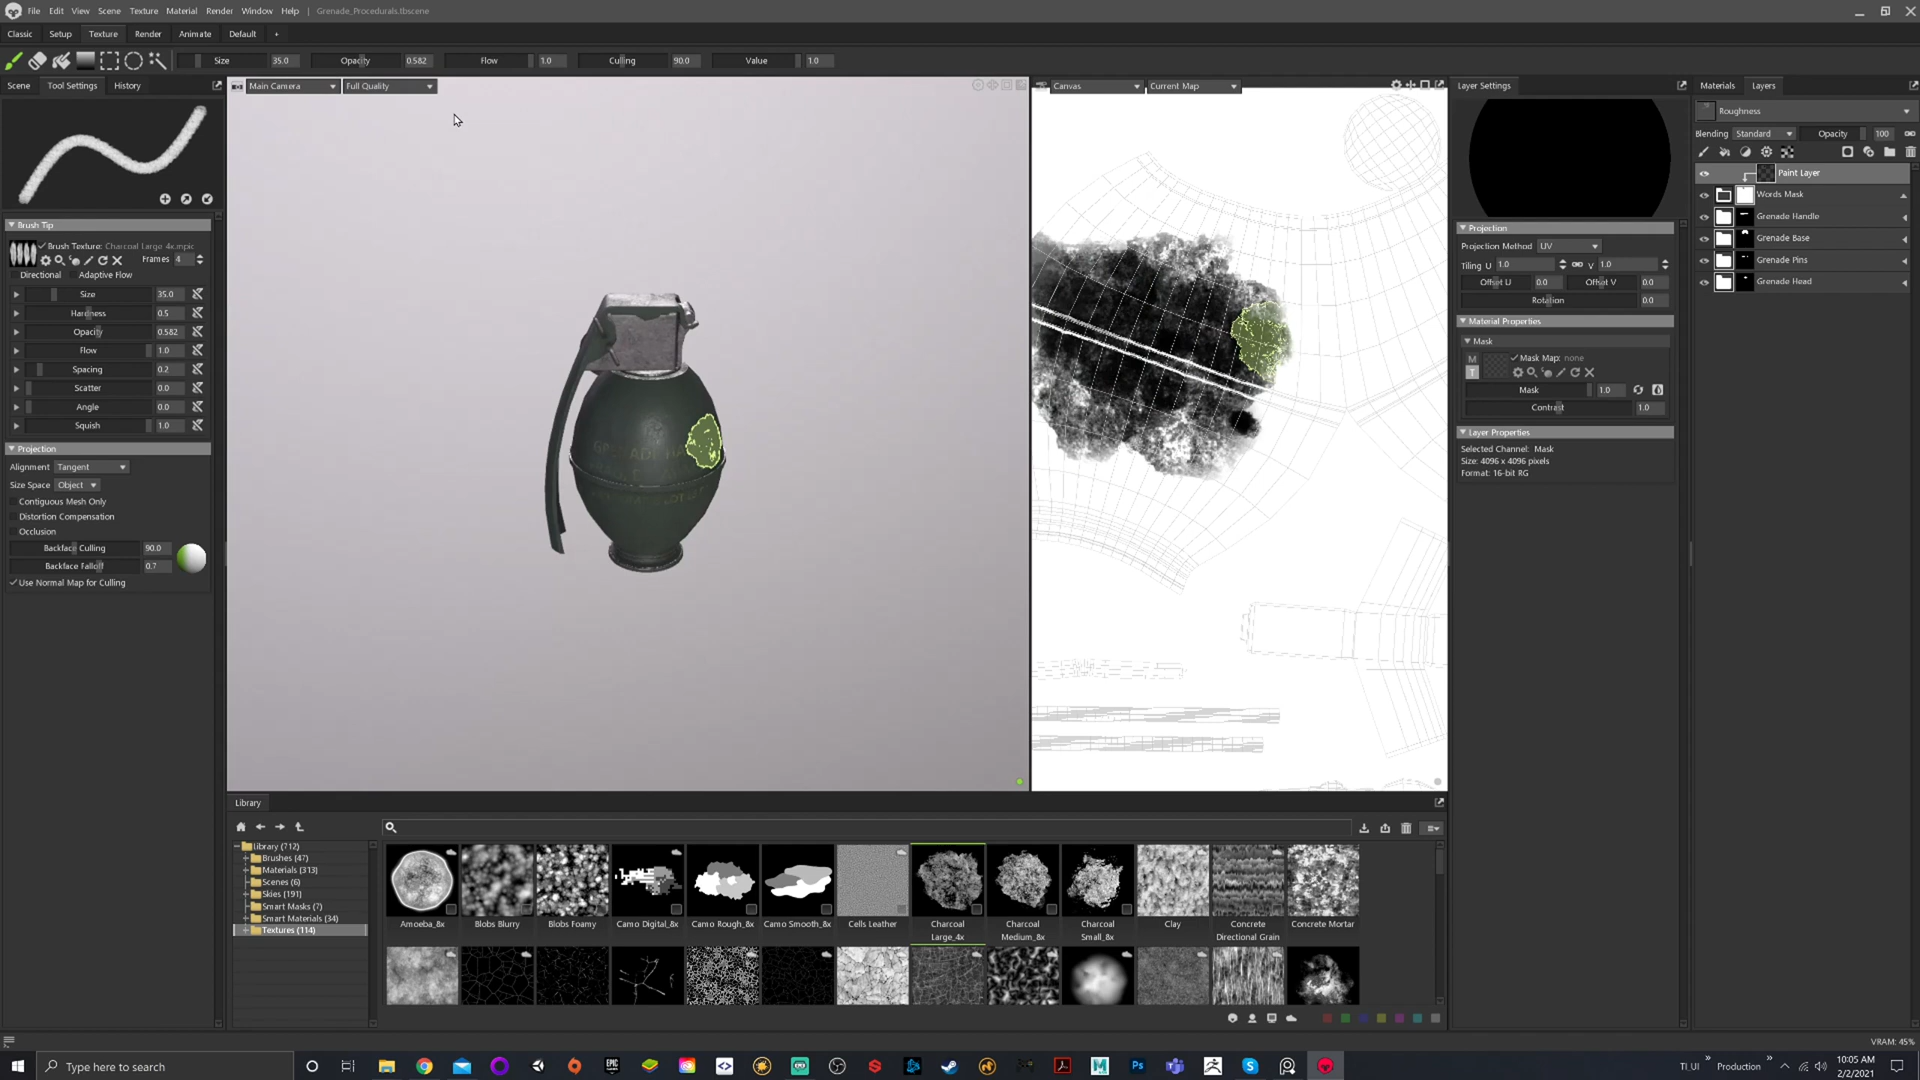 File Edit View Scene Texture Material Render Window Help | Grenade_Procedurals.tbscene
Classic Setup Texture Render Animate Default +
Size 35.0 Opacity 0.582 Flow 1.0 Culling 90.0 Value 1.0
Scene Tool Settings History
Main Camera Full Quality
Canvas Current Map
Layer Settings
Materials Layers
Roughness
Blending Standard Opacity 100
Paint Layer
Words Mask
Grenade Handle
Grenade Base
Grenade Pins
Grenade Head
Brush Tip
Brush Texture: Charcoal Large 4x.mpic
Frames 4
Directional Adaptive Flow
Size 35.0
Hardness 0.5
Opacity 0.582
Flow 1.0
Spacing 0.2
Scatter 0.0
Angle 0.0
Squish 1.0
Projection
Alignment Tangent
Size Space Object
Contiguous Mesh Only
Distortion Compensation
Occlusion
Backface Culling 90.0
Backface Falloff 0.7
Use Normal Map for Culling
Projection
Projection Method UV
Tiling U 1.0 V 1.0
Offset U 0.0 Offset V 0.0
Rotation 0.0
Material Properties
Mask
M Mask Map: none
T
Mask 1.0
Contrast 1.0
Layer Properties
Selected Channel: Mask
Size: 4096 x 4096 pixels
Format: 16-bit RG
Library
library (712)
Brushes (47)
Materials (313)
Scenes (6)
Skies (191)
Smart Masks (7)
Smart Materials (34)
Textures (114)
Amoeba_8x
Blobs Blurry
Blobs Foamy
Camo Digital_8x
Camo Rough_8x
Camo Smooth_8x
Cells Leather
Charcoal
Large_4x
Charcoal
Medium_8x
Charcoal
Small_8x
Clay
Concrete
Directional Grain
Concrete Mortar
VRAM: 45%
Type here to search
TI_UI
Production
10:05 AM
2/2/2021